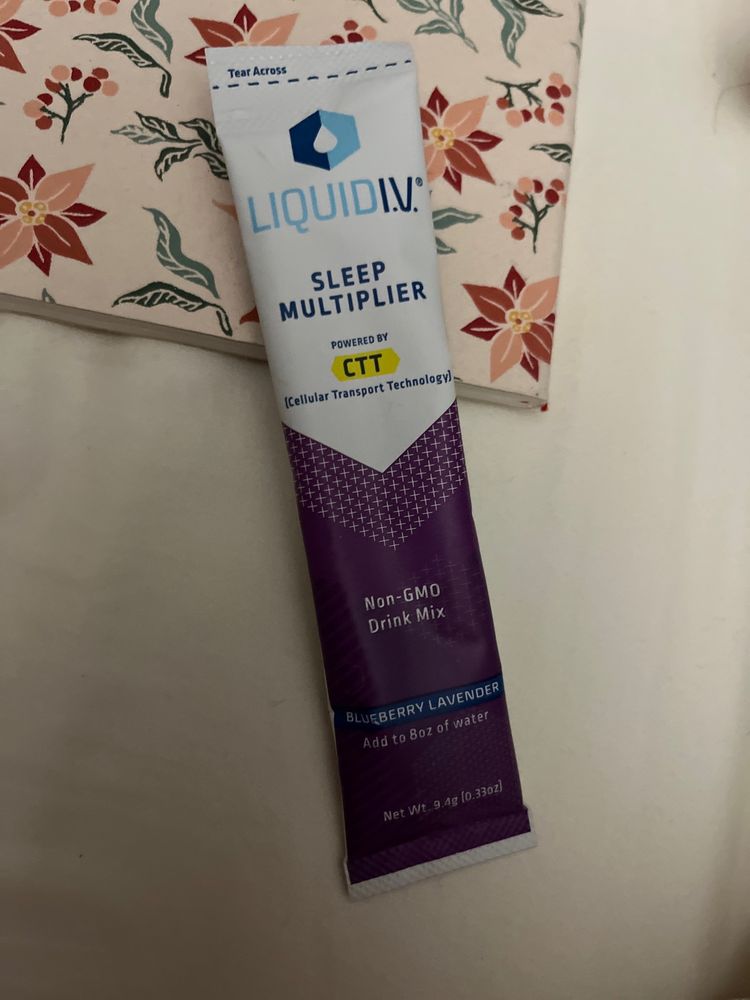 Tear Across
LIQUID I.V.®
SLEEP
MULTIPLIER
POWERED BY
CTT
(Cellular Transport Technology)
Non-GMO
Drink Mix
BLUEBERRY LAVENDER
Add to 8oz of water
Net Wt. 9.4g (0.33oz)